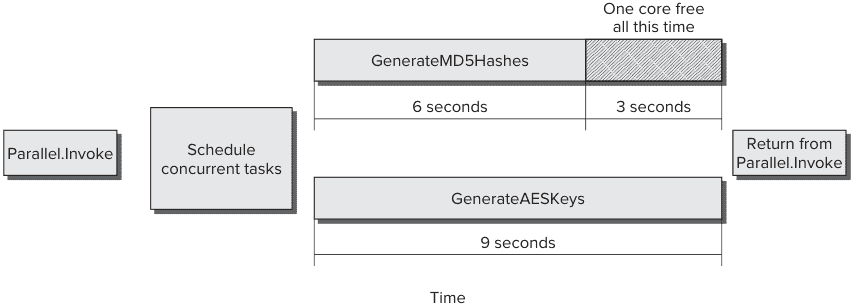 One core free
all this time
GenerateMD5Hashes
6 seconds
3 seconds
Parallel.Invoke
Schedule
concurrent tasks
Return from
Parallel.Invoke
GenerateAESKeys
9 seconds
Time